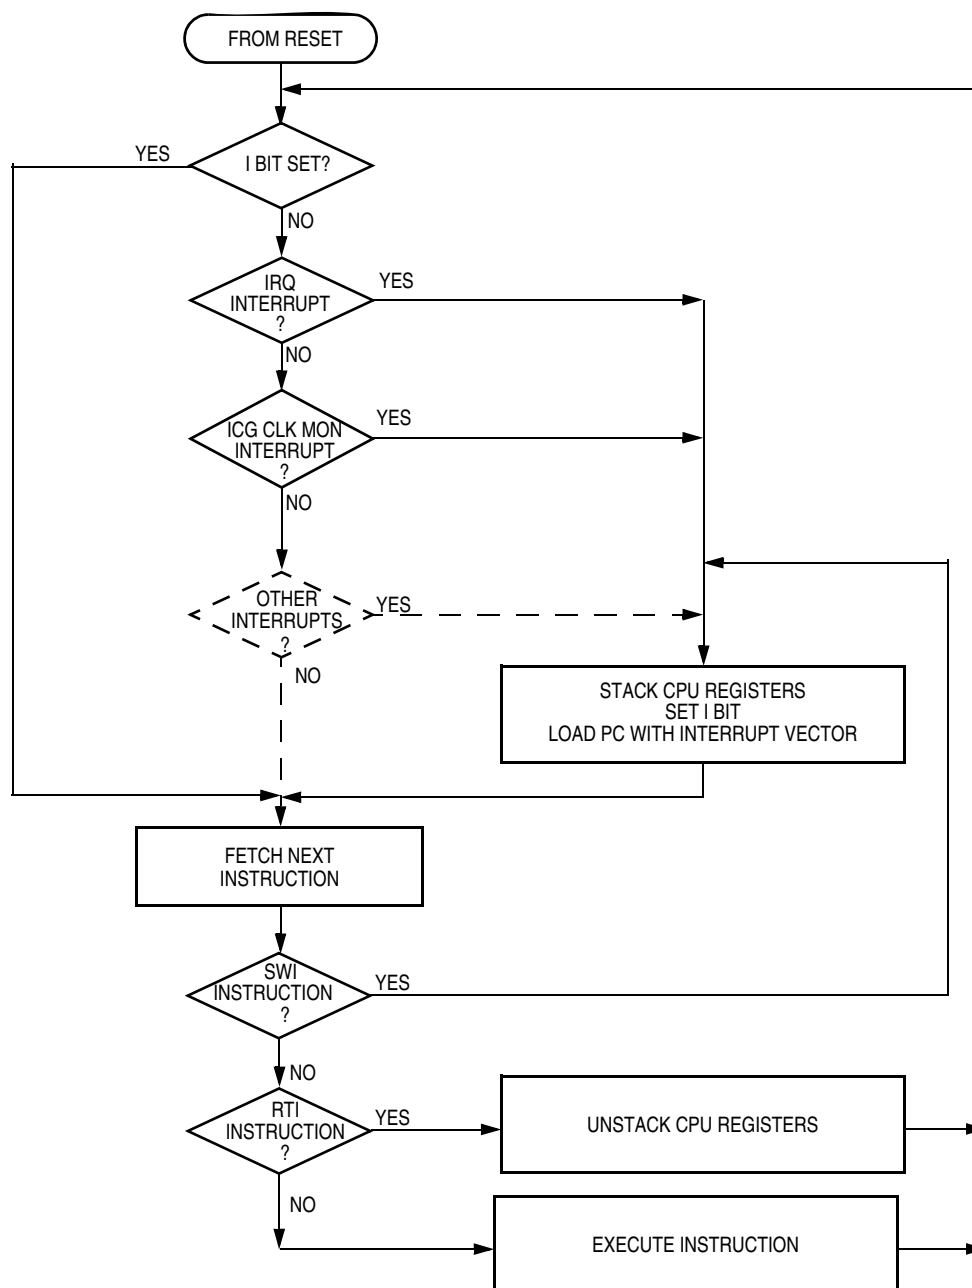 FROM RESET
YES
I BIT SET?
NO
IRQ
INTERRUPT
?
YES
NO
ICG CLK MON
INTERRUPT
?
YES
NO
OTHER
INTERRUPTS
?
YES
NO
STACK CPU REGISTERS
SET I BIT
LOAD PC WITH INTERRUPT VECTOR
FETCH NEXT
INSTRUCTION
SWI
INSTRUCTION
?
YES
NO
RTI
INSTRUCTION
?
YES
UNSTACK CPU REGISTERS
NO
EXECUTE INSTRUCTION